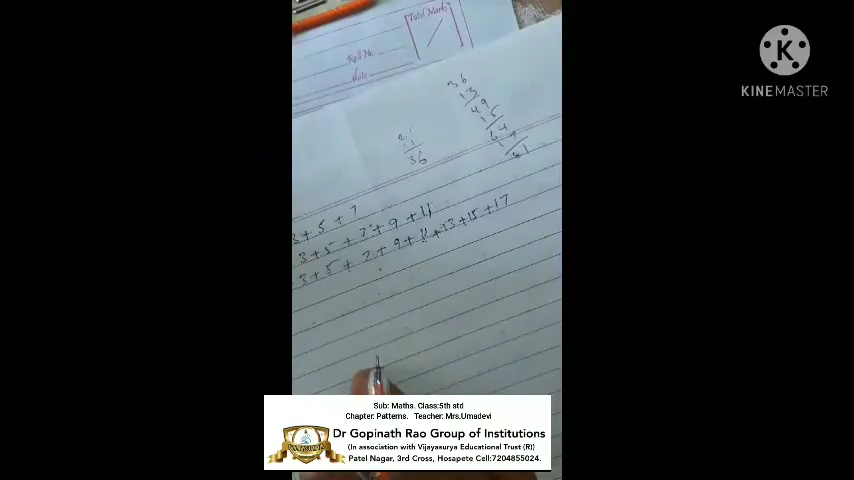 Total Marks
Roll No
Date
36
13
49
15
64
17
81
25
11
36
3 + 5 + 7
3 + 5 + 7 + 9 + 11
3 + 5 + 7 + 9 + 11 + 13 + 15 + 17
K
KINEMASTER
Sub: Maths. Class:5th std
Chapter: Patterns. Teacher: Mrs.Umadevi
Dr Gopinath Rao Group of Institutions
(In association with Vijayasurya Educational Trust (R))
Patel Nagar, 3rd Cross, Hosapete Cell:7204855024.